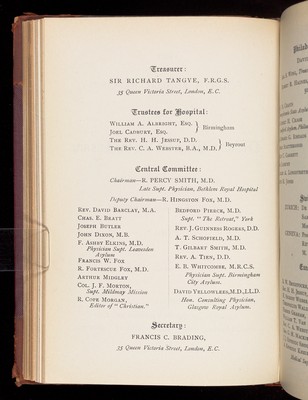 Treasurer:
SIR RICHARD TANGYE, F.R.G.S.
35 Queen Victoria Street, London, E.C.
Trustees for Hospital:
WILLIAM A. ALBRIGHT, ESQ.
JOEL CADBURY, ESQ.
} Birmingham
THE REV. H. H. JESSUP, D.D.
THE REV. C. A. WEBSTER, B.A., M.D.
} Beyrout
Central Committee:
Chairman—R. PERCY SMITH, M.D.
Late Supt. Physician, Bethlem Royal Hospital
Deputy Chairman—R. HINGSTON FOX, M.D.
REV. DAVID BARCLAY, M.A.
CHAS. E. BRATT
JOSEPH BUTLER
JOHN DIXON, M.B.
F. ASHBY ELKINS, M.D.
Physician Supt. Leavesden
Asylum
FRANCIS W. FOX
R. FORTESCUE FOX, M.D.
ARTHUR MIDGLEY
COL. J. F. MORTON,
Supt. Mildmay Mission
R. COPE MORGAN,
Editor of "Christian."
BEDFORD PIERCE, M.D.
Supt. "The Retreat," York
REV. J. GUINNESS ROGERS, D.D.
A. T. SCHOFIELD, M.D.
T. GILBART SMITH, M.D.
REV. A. TIEN, D.D.
E. B. WHITCOMBE, M.R.C.S.
Physician Supt. Birmingham
City Asylum.
DAVID YELLOWLEES, M.D., LL.D.
Hon. Consulting Physician,
Glasgow Royal Asylum.
Secretary:
FRANCIS C. BRADING,
35 Queen Victoria Street, London, E.C.